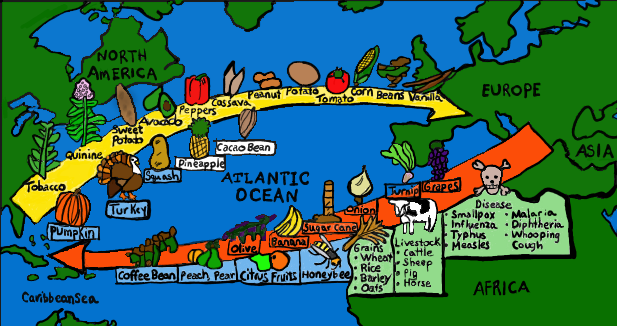 NORTH
AMERICA
EUROPE
ASIA
AFRICA
ATLANTIC
OCEAN
Caribbean Sea
Tobacco
Quinine
Sweet
Potato
Avocado
Peppers
Cassava
Peanut
Potato
Tomato
Corn
Beans
Vanilla
Pumpkin
Turkey
Squash
Pineapple
Cacao Bean
Coffee Bean
Peach
Pear
Olive
Citrus Fruits
Banana
Honeybee
Sugar Cane
Onion
Turnip
Grapes
Grains
Wheat
Rice
Barley
Oats
Livestock
Cattle
Sheep
Pig
Horse
Disease
• Smallpox
• Influenza
• Typhus
• Measles
• Malaria
• Diphtheria
• Whooping
Cough